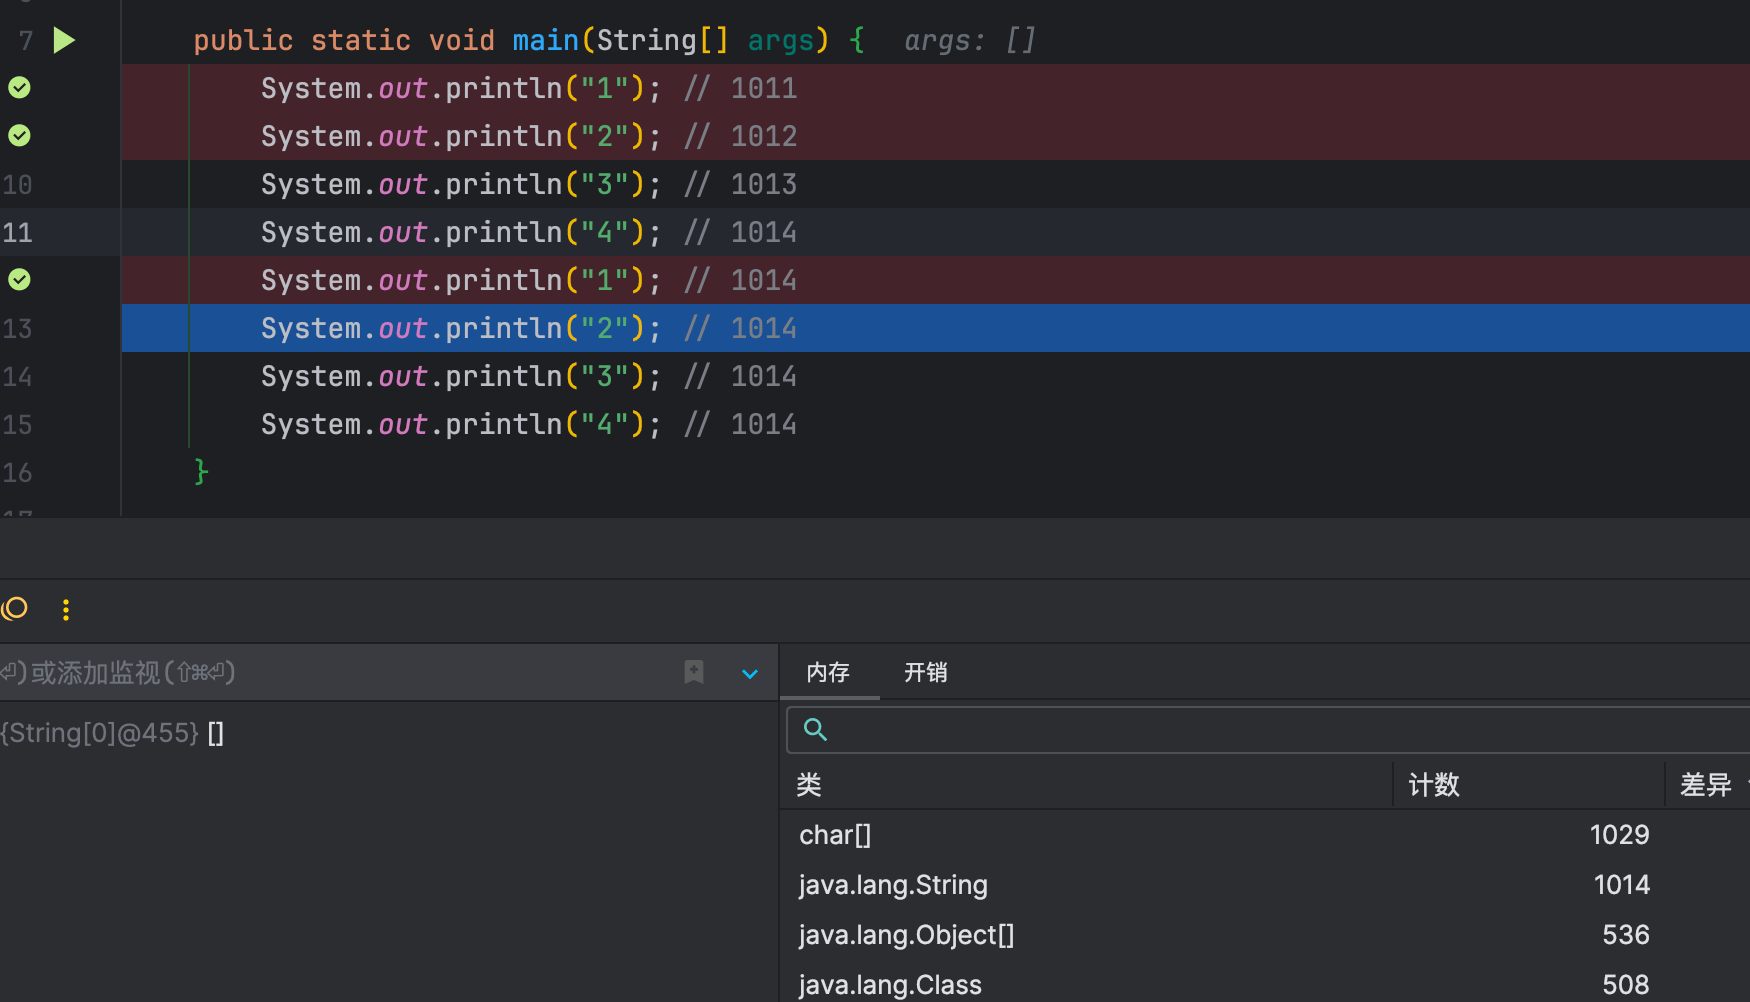 7 public static void main(String[] args) { args: []
System.out.println("1"); // 1011
System.out.println("2"); // 1012
10 System.out.println("3"); // 1013
11 System.out.println("4"); // 1014
System.out.println("1"); // 1014
13 System.out.println("2"); // 1014
14 System.out.println("3"); // 1014
15 System.out.println("4"); // 1014
16 }
⏎)或添加监视(⇧⌘⏎)
内存 开销
{String[0]@455} []
类 计数 差异
char[] 1029
java.lang.String 1014
java.lang.Object[] 536
java.lang.Class 508